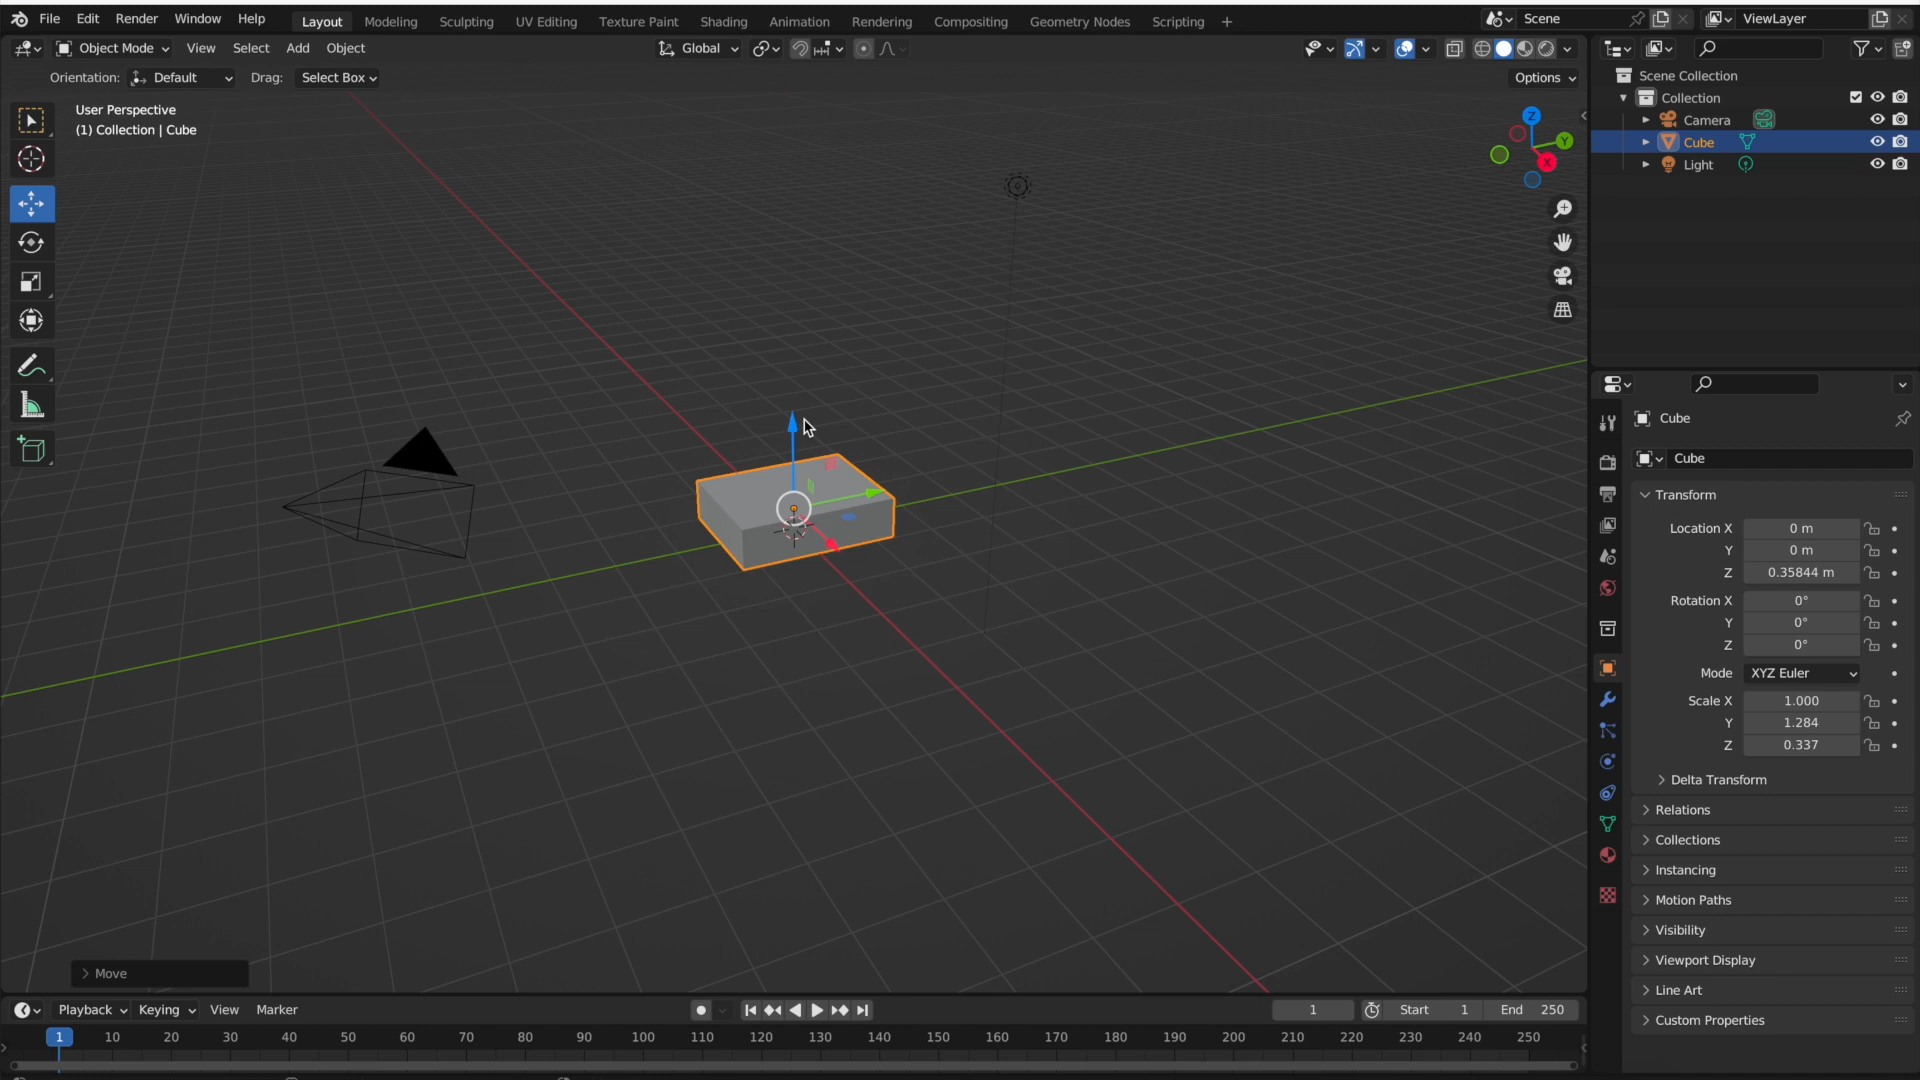 File Edit Render Window Help Layout Modeling Sculpting UV Editing Texture Paint Shading Animation Rendering Compositing Geometry Nodes Scripting + Scene ViewLayer
Object Mode View Select Add Object Global
Orientation: Default Drag: Select Box Options
User Perspective
(1) Collection | Cube
Z
Y
X
Scene Collection
Collection
Camera
Cube
Light
Cube
Cube
Transform
Location X 0 m
Y 0 m
Z 0.35844 m
Rotation X 0°
Y 0°
Z 0°
Mode XYZ Euler
Scale X 1.000
Y 1.284
Z 0.337
Delta Transform
Relations
Collections
Instancing
Motion Paths
Visibility
Viewport Display
Line Art
Custom Properties
Move
Playback Keying View Marker 1 Start 1 End 250
1 10 20 30 40 50 60 70 80 90 100 110 120 130 140 150 160 170 180 190 200 210 220 230 240 250